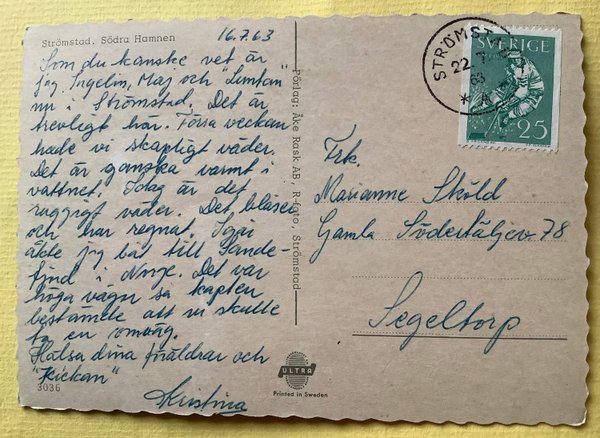 Strömstad. Södra Hamnen
16.7.63
Som du kanske vet är
jag, Ingelin, Maj och "Limpan"
nu i Strömstad. Det är
trevligt här. Förra veckan
hade vi skapligt väder.
Det är ganska varmt i
vattnet. Idag är det
ruggigt väder. Det blåser
och har regnat. Igår
åkte jag båt till Sande-
fjord i Norge. Det var
höga vågor så kapten
bestämde att vi skulle
ta en omväg.
Hälsa dina föräldrar och
"Kickan"
Kristina
3036
Förlag: Åke Rask AB, R-foto, Strömstad
ULTRA
Printed in Sweden
STRÖMSTAD
22.7
63
* A
SVERIGE
25
Frk.
Marianne Sköld
Gamla Södertäljev. 78
Segeltorp